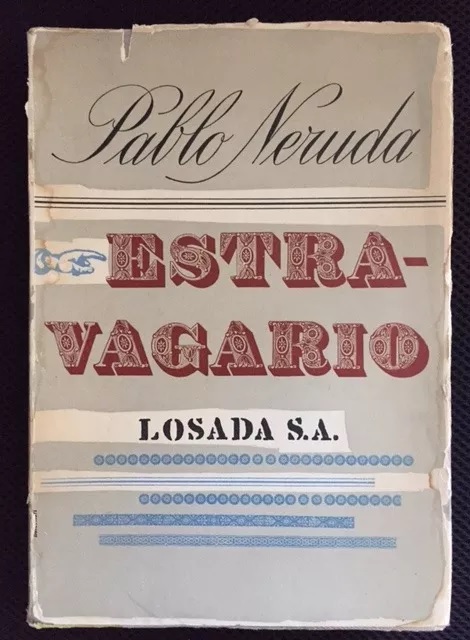 Pablo Neruda
ESTRA-
VAGARIO
LOSADA S.A.